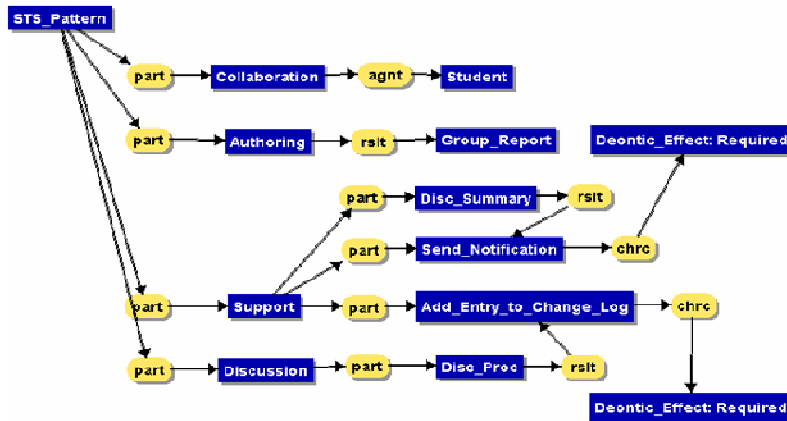 STS_Pattern
part
Collaboration
agnt
Student
part
Authoring
rslt
Group_Report
Deontic_Effect: Required
part
Disc_Summary
rslt
part
Send_Notification
chrc
part
Support
part
Add_Entry_to_Change_Log
chrc
part
Discussion
part
Disc_Proc
rslt
Deontic_Effect: Required